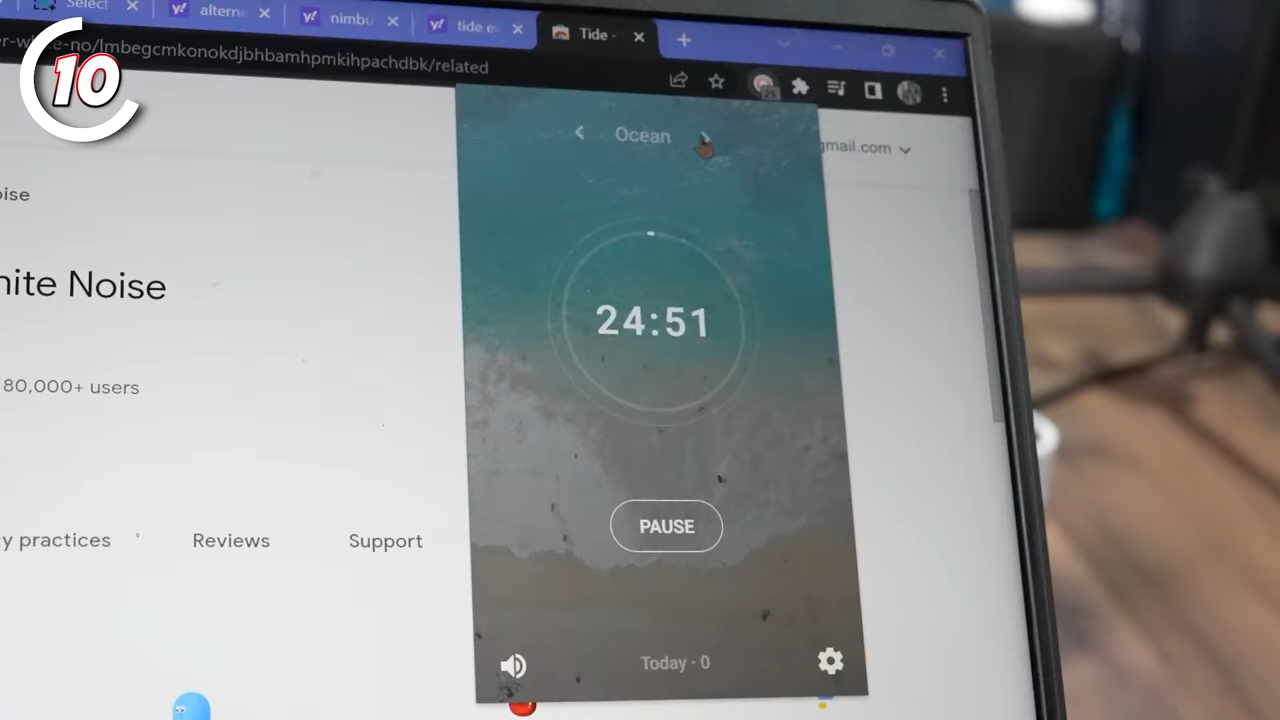 Select
altern
nimbu
tide e
Tide -
10
no/lmbegcmkonokdjbhbamhpmkihpachdbk/related
25
Ocean
gmail.com
oise
hite Noise
24:51
80,000+ users
PAUSE
y practices
Reviews
Support
Today · 0